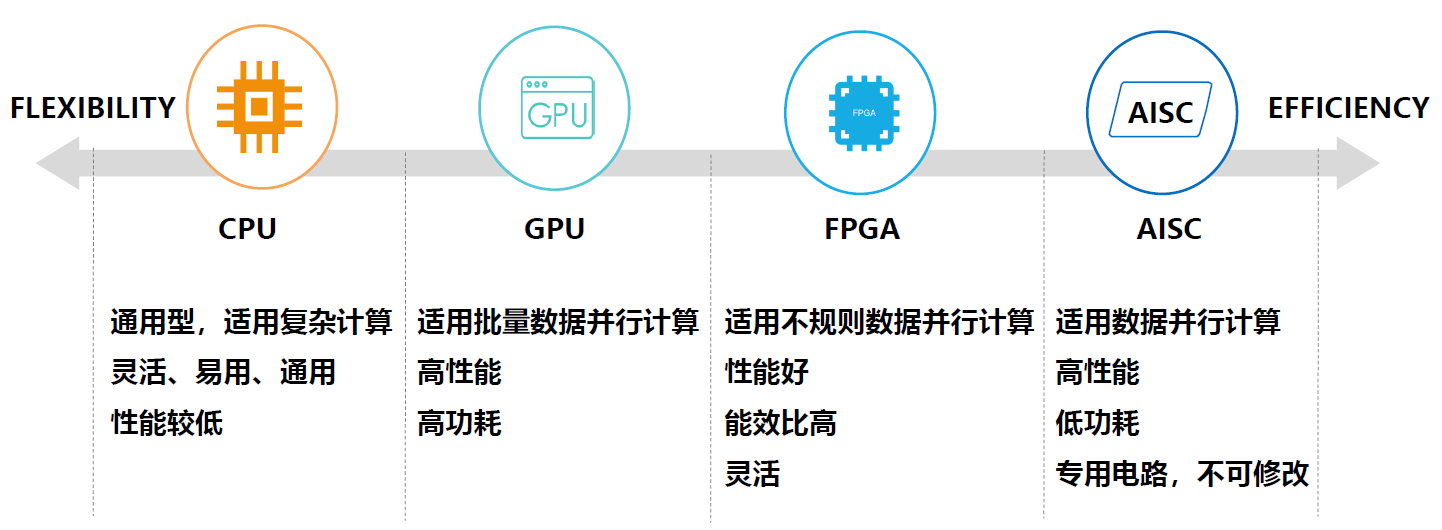 FLEXIBILITY
EFFICIENCY
GPU
FPGA
AISC
CPU
通用型，适用复杂计算
灵活、易用、通用
性能较低
GPU
适用批量数据并行计算
高性能
高功耗
FPGA
适用不规则数据并行计算
性能好
能效比高
灵活
AISC
适用数据并行计算
高性能
低功耗
专用电路，不可修改